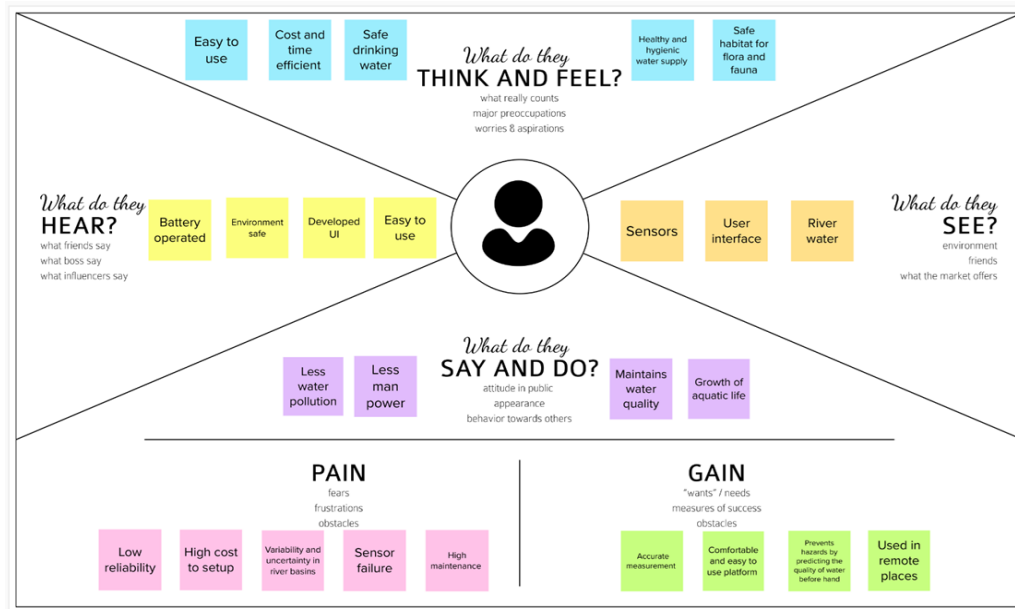 Easy to
use
Cost and
time
efficient
Safe
drinking
water
What do they
THINK AND FEEL?
what really counts
major preoccupations
worries & aspirations
Healthy and
hygienic
water supply
Safe
habitat for
flora and
fauna
What do they
HEAR?
what friends say
what boss say
what influencers say
Battery
operated
Environment
safe
Developed
UI
Easy to
use
Sensors
User
interface
River
water
What do they
SEE?
environment
friends
what the market offers
Less
water
pollution
Less
man
power
What do they
SAY AND DO?
attitude in public
appearance
behavior towards others
Maintains
water
quality
Growth of
aquatic life
PAIN
fears
frustrations
obstacles
Low
reliability
High cost
to setup
Variability and
uncertainty in
river basins
Sensor
failure
High
maintenance
GAIN
"wants" / needs
measures of success
obstacles
Accurate
measurement
Comfortable
and easy to
use platform
Prevents
hazards by
predicting the
quality of water
before hand
Used in
remote
places